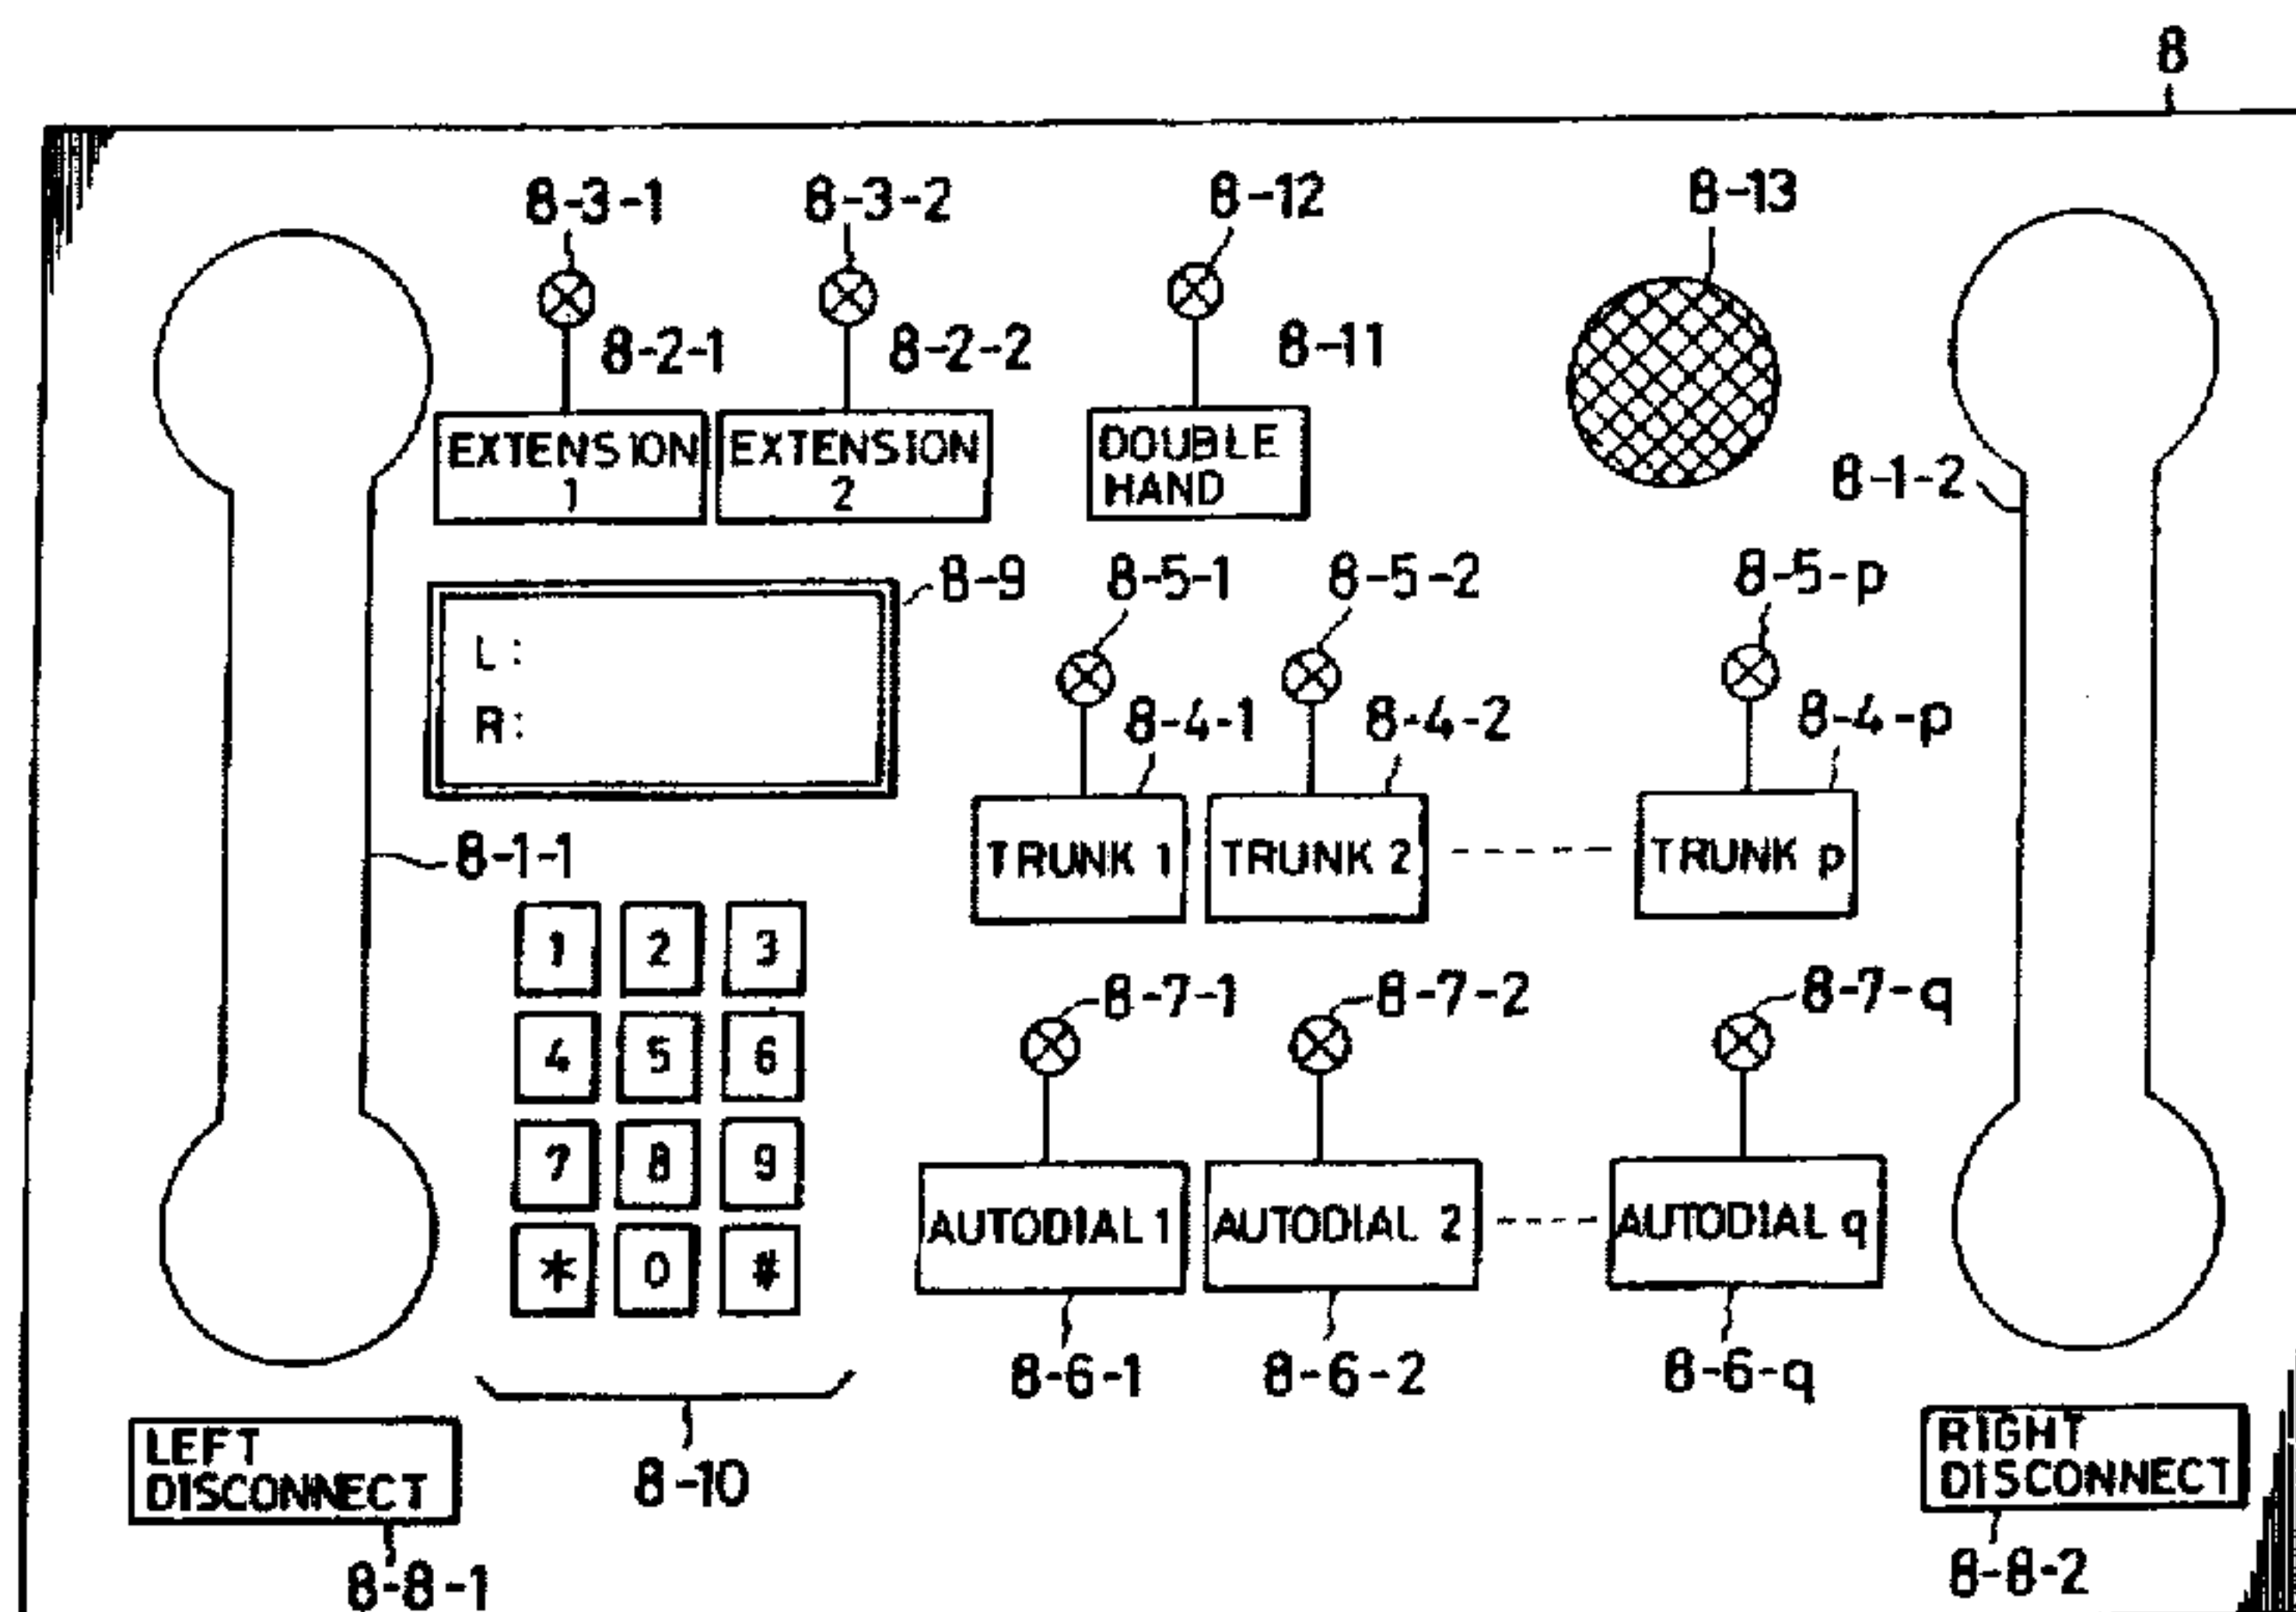 8
8-3-1
8-3-2
8-12
8-13
8-2-1
8-2-2
8-11
EXTENSION
1
EXTENSION
2
DOUBLE
HAND
8-1-2
8-9
8-5-1
8-5-2
8-5-p
L:
R:
8-4-1
8-4-2
8-4-p
8-1-1
TRUNK 1
TRUNK 2
TRUNK p
1 2 3
4 5 6
7 8 9
* 0 #
8-7-1
8-7-2
8-7-q
AUTODIAL 1
AUTODIAL 2
AUTODIAL q
8-6-1
8-6-2
8-6-q
8-10
LEFT
DISCONNECT
8-8-1
RIGHT
DISCONNECT
8-8-2